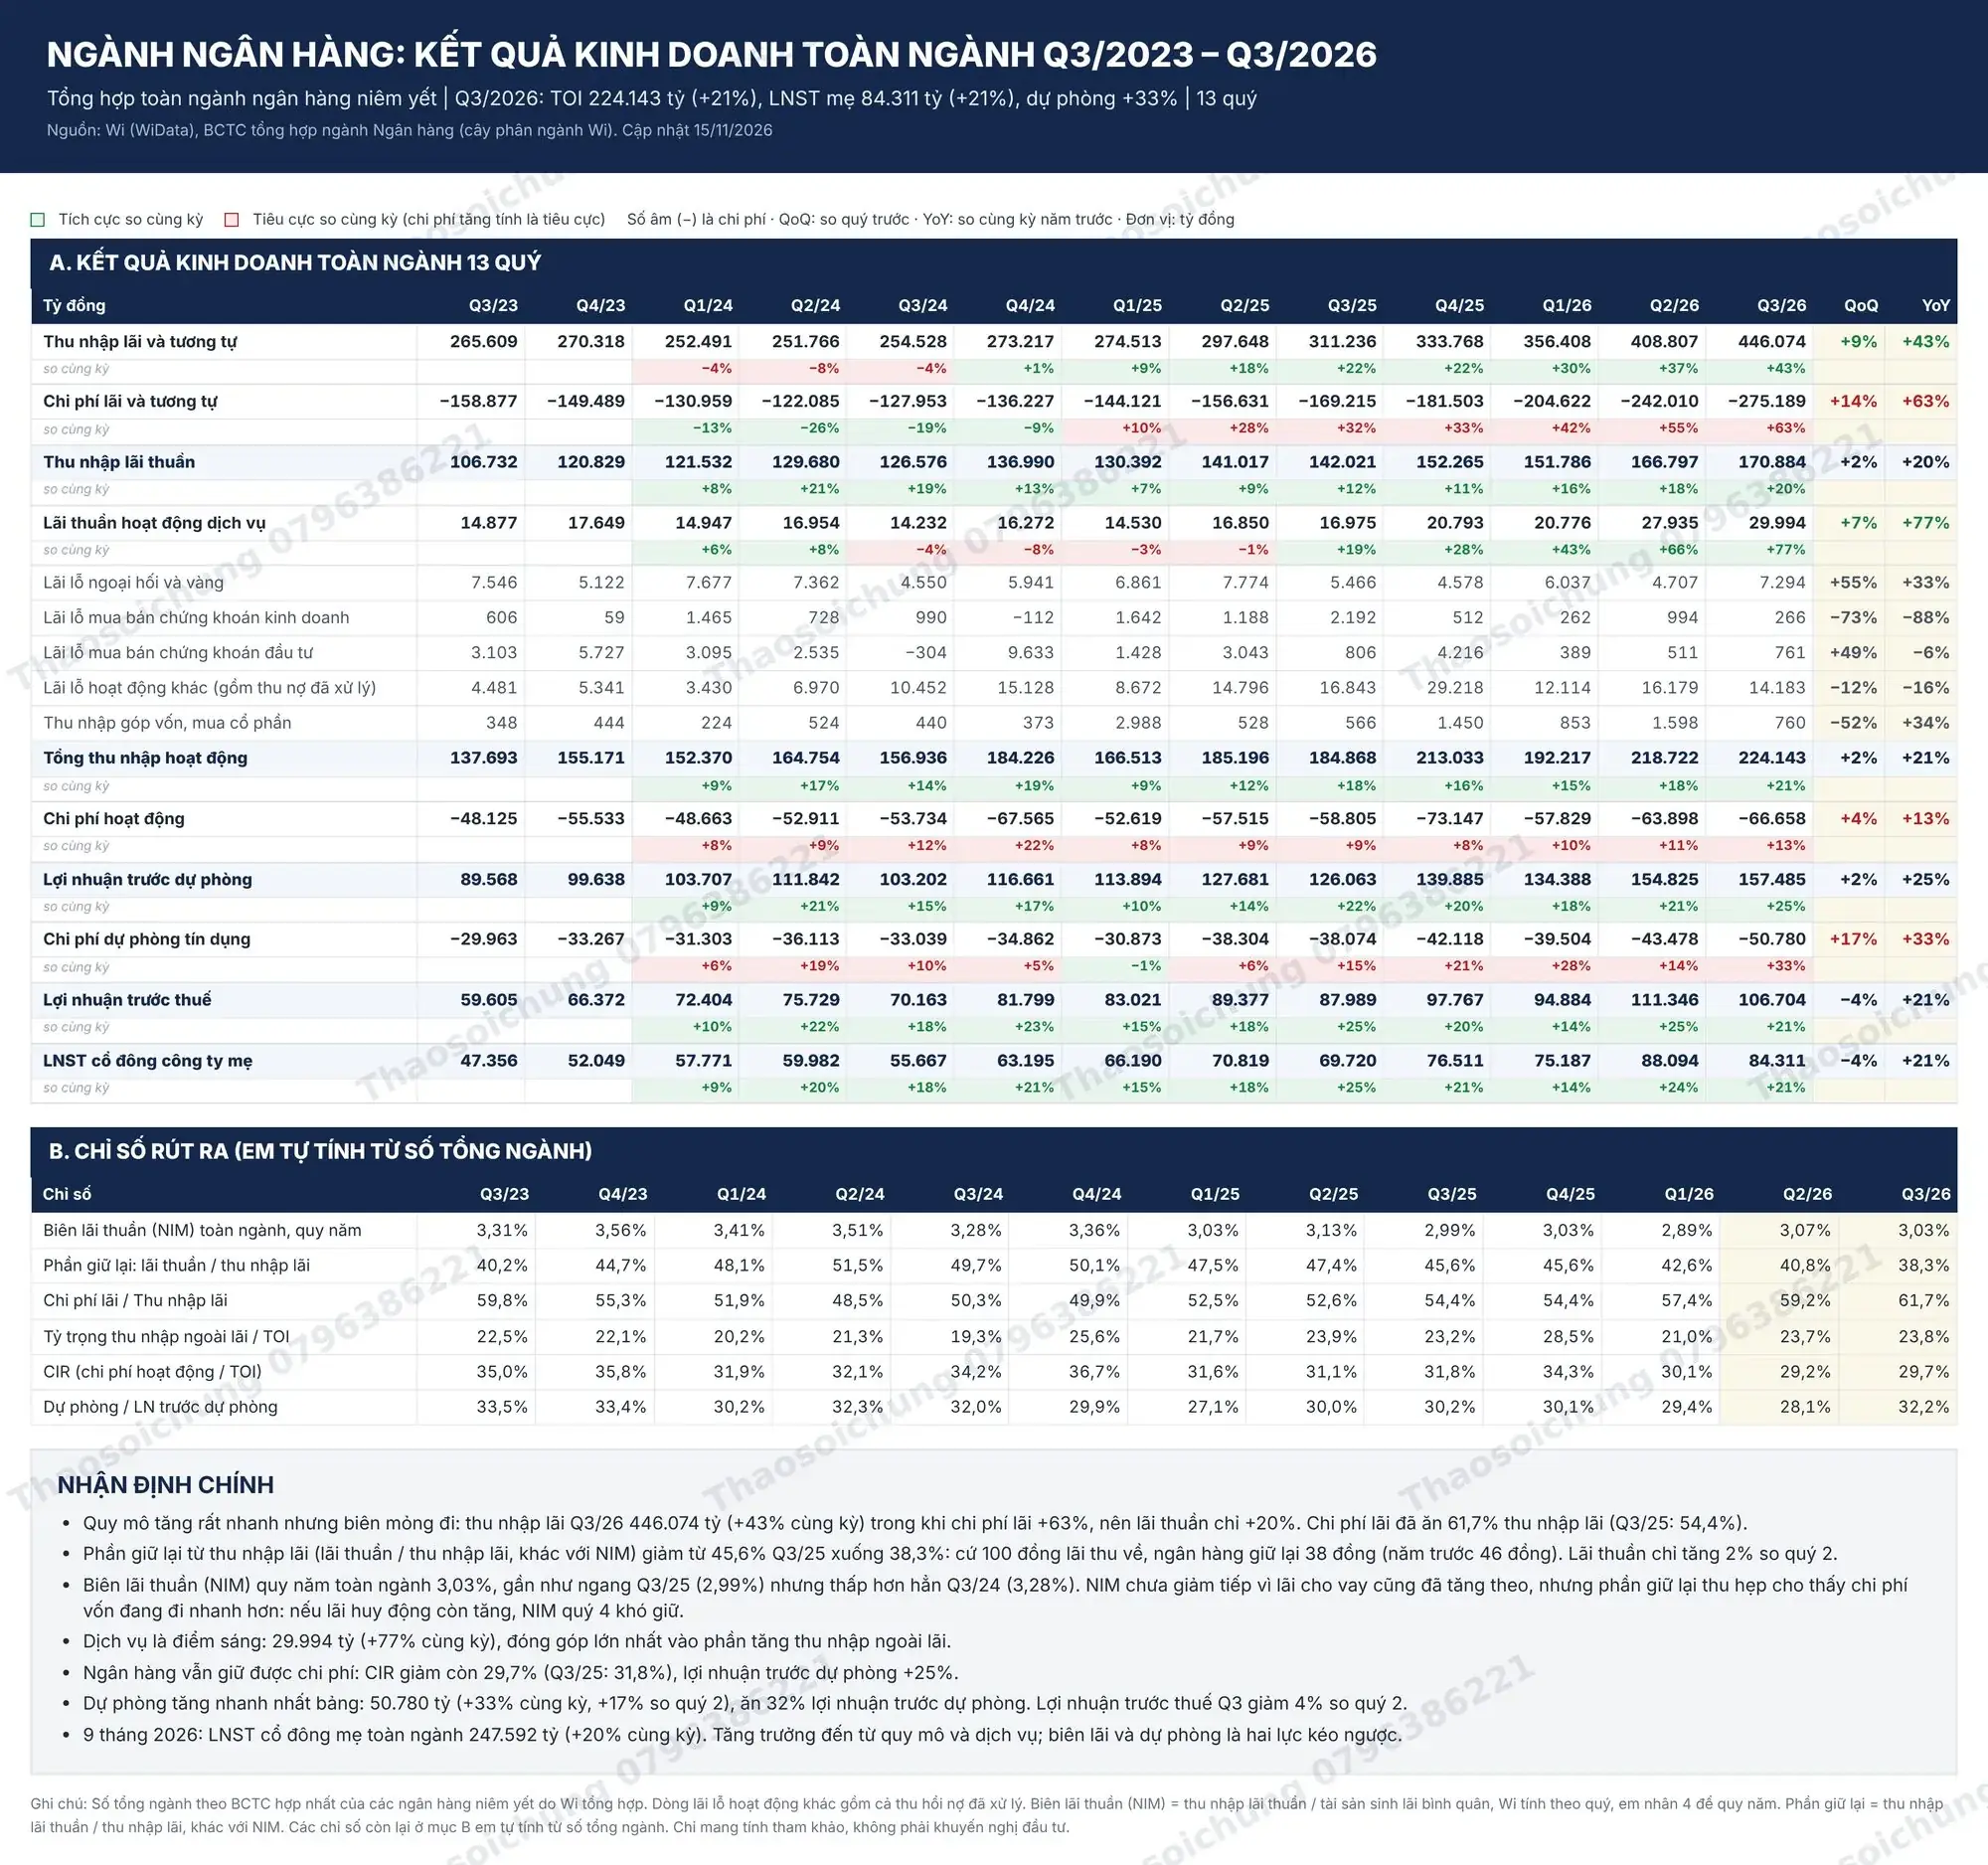 NGÀNH NGÂN HÀNG: KẾT QUẢ KINH DOANH TOÀN NGÀNH Q3/2023 – Q3/2026
Tổng hợp toàn ngành ngân hàng niêm yết | Q3/2026: TOI 224.143 tỷ (+21%), LNST mẹ 84.311 tỷ (+21%), dự phòng +33% | 13 quý
Nguồn: Wi (WiData), BCTC tổng hợp ngành Ngân hàng (cây phân ngành Wi). Cập nhật 15/11/2026
Tích cực so cùng kỳ Tiêu cực so cùng kỳ (chi phí tăng tính là tiêu cực) Số âm (−) là chi phí · QoQ: so quý trước · YoY: so cùng kỳ năm trước · Đơn vị: tỷ đồng
A. KẾT QUẢ KINH DOANH TOÀN NGÀNH 13 QUÝ
Tỷ đồng Q3/23 Q4/23 Q1/24 Q2/24 Q3/24 Q4/24 Q1/25 Q2/25 Q3/25 Q4/25 Q1/26 Q2/26 Q3/26 QoQ YoY
Thu nhập lãi và tương tự 265.609 270.318 252.491 251.766 254.528 273.217 274.513 297.648 311.236 333.768 356.408 408.807 446.074 +9% +43%
so cùng kỳ −4% −8% −4% +1% +9% +18% +22% +22% +30% +37% +43%
Chi phí lãi và tương tự −158.877 −149.489 −130.959 −122.085 −127.953 −136.227 −144.121 −156.631 −169.215 −181.503 −204.622 −242.010 −275.189 +14% +63%
so cùng kỳ −13% −26% −19% −9% +10% +28% +32% +33% +42% +55% +63%
Thu nhập lãi thuần 106.732 120.829 121.532 129.680 126.576 136.990 130.392 141.017 142.021 152.265 151.786 166.797 170.884 +2% +20%
so cùng kỳ +8% +21% +19% +13% +7% +9% +12% +11% +16% +18% +20%
Lãi thuần hoạt động dịch vụ 14.877 17.649 14.947 16.954 14.232 16.272 14.530 16.850 16.975 20.793 20.776 27.935 29.994 +7% +77%
so cùng kỳ +6% +8% −4% −8% −3% −1% +19% +28% +43% +66% +77%
Lãi lỗ ngoại hối và vàng 7.546 5.122 7.677 7.362 4.550 5.941 6.861 7.774 5.466 4.578 6.037 4.707 7.294 +55% +33%
Lãi lỗ mua bán chứng khoán kinh doanh 606 59 1.465 728 990 −112 1.642 1.188 2.192 512 262 994 266 −73% −88%
Lãi lỗ mua bán chứng khoán đầu tư 3.103 5.727 3.095 2.535 −304 9.633 1.428 3.043 806 4.216 389 511 761 +49% −6%
Lãi lỗ hoạt động khác (gồm thu nợ đã xử lý) 4.481 5.341 3.430 6.970 10.452 15.128 8.672 14.796 16.843 29.218 12.114 16.179 14.183 −12% −16%
Thu nhập góp vốn, mua cổ phần 348 444 224 524 440 373 2.988 528 566 1.450 853 1.598 760 −52% +34%
Tổng thu nhập hoạt động 137.693 155.171 152.370 164.754 156.936 184.226 166.513 185.196 184.868 213.033 192.217 218.722 224.143 +2% +21%
so cùng kỳ +9% +17% +14% +19% +9% +12% +18% +16% +15% +18% +21%
Chi phí hoạt động −48.125 −55.533 −48.663 −52.911 −53.734 −67.565 −52.619 −57.515 −58.805 −73.147 −57.829 −63.898 −66.658 +4% +13%
so cùng kỳ +8% +9% +12% +22% +8% +9% +9% +8% +10% +11% +13%
Lợi nhuận trước dự phòng 89.568 99.638 103.707 111.842 103.202 116.661 113.894 127.681 126.063 139.885 134.388 154.825 157.485 +2% +25%
so cùng kỳ +9% +21% +15% +17% +10% +14% +22% +20% +18% +21% +25%
Chi phí dự phòng tín dụng −29.963 −33.267 −31.303 −36.113 −33.039 −34.862 −30.873 −38.304 −38.074 −42.118 −39.504 −43.478 −50.780 +17% +33%
so cùng kỳ +6% +19% +10% +5% −1% +6% +15% +21% +28% +14% +33%
Lợi nhuận trước thuế 59.605 66.372 72.404 75.729 70.163 81.799 83.021 89.377 87.989 97.767 94.884 111.346 106.704 −4% +21%
so cùng kỳ +10% +22% +18% +23% +15% +18% +25% +20% +14% +25% +21%
LNST cổ đông công ty mẹ 47.356 52.049 57.771 59.982 55.667 63.195 66.190 70.819 69.720 76.511 75.187 88.094 84.311 −4% +21%
so cùng kỳ +9% +20% +18% +21% +15% +18% +25% +21% +14% +24% +21%
B. CHỈ SỐ RÚT RA (EM TỰ TÍNH TỪ SỐ TỔNG NGÀNH)
Chỉ số Q3/23 Q4/23 Q1/24 Q2/24 Q3/24 Q4/24 Q1/25 Q2/25 Q3/25 Q4/25 Q1/26 Q2/26 Q3/26
Biên lãi thuần (NIM) toàn ngành, quy năm 3,31% 3,56% 3,41% 3,51% 3,28% 3,36% 3,03% 3,13% 2,99% 3,03% 2,89% 3,07% 3,03%
Phần giữ lại: lãi thuần / thu nhập lãi 40,2% 44,7% 48,1% 51,5% 49,7% 50,1% 47,5% 47,4% 45,6% 45,6% 42,6% 40,8% 38,3%
Chi phí lãi / Thu nhập lãi 59,8% 55,3% 51,9% 48,5% 50,3% 49,9% 52,5% 52,6% 54,4% 54,4% 57,4% 59,2% 61,7%
Tỷ trọng thu nhập ngoài lãi / TOI 22,5% 22,1% 20,2% 21,3% 19,3% 25,6% 21,7% 23,9% 23,2% 28,5% 21,0% 23,7% 23,8%
CIR (chi phí hoạt động / TOI) 35,0% 35,8% 31,9% 32,1% 34,2% 36,7% 31,6% 31,1% 31,8% 34,3% 30,1% 29,2% 29,7%
Dự phòng / LN trước dự phòng 33,5% 33,4% 30,2% 32,3% 32,0% 29,9% 27,1% 30,0% 30,2% 30,1% 29,4% 28,1% 32,2%
NHẬN ĐỊNH CHÍNH
• Quy mô tăng rất nhanh nhưng biên mỏng đi: thu nhập lãi Q3/26 446.074 tỷ (+43% cùng kỳ) trong khi chi phí lãi +63%, nên lãi thuần chỉ +20%. Chi phí lãi đã ăn 61,7% thu nhập lãi (Q3/25: 54,4%).
• Phần giữ lại từ thu nhập lãi (lãi thuần / thu nhập lãi, khác với NIM) giảm từ 45,6% Q3/25 xuống 38,3%: cứ 100 đồng lãi thu về, ngân hàng giữ lại 38 đồng (năm trước 46 đồng). Lãi thuần chỉ tăng 2% so quý 2.
• Biên lãi thuần (NIM) quy năm toàn ngành 3,03%, gần như ngang Q3/25 (2,99%) nhưng thấp hơn hẳn Q3/24 (3,28%). NIM chưa giảm tiếp vì lãi cho vay cũng đã tăng theo, nhưng phần giữ lại thu hẹp cho thấy chi phí
vốn đang đi nhanh hơn: nếu lãi huy động còn tăng, NIM quý 4 khó giữ.
• Dịch vụ là điểm sáng: 29.994 tỷ (+77% cùng kỳ), đóng góp lớn nhất vào phần tăng thu nhập ngoài lãi.
• Ngân hàng vẫn giữ được chi phí: CIR giảm còn 29,7% (Q3/25: 31,8%), lợi nhuận trước dự phòng +25%.
• Dự phòng tăng nhanh nhất bảng: 50.780 tỷ (+33% cùng kỳ, +17% so quý 2), ăn 32% lợi nhuận trước dự phòng. Lợi nhuận trước thuế Q3 giảm 4% so quý 2.
• 9 tháng 2026: LNST cổ đông mẹ toàn ngành 247.592 tỷ (+20% cùng kỳ). Tăng trưởng đến từ quy mô và dịch vụ; biên lãi và dự phòng là hai lực kéo ngược.
Ghi chú: Số tổng ngành theo BCTC hợp nhất của các ngân hàng niêm yết do Wi tổng hợp. Dòng lãi lỗ hoạt động khác gồm cả thu hồi nợ đã xử lý. Biên lãi thuần (NIM) = thu nhập lãi thuần / tài sản sinh lãi bình quân, Wi tính theo quý, em nhân 4 để quy năm. Phần giữ lại = thu nhập
lãi thuần / thu nhập lãi, khác với NIM. Các chỉ số còn lại ở mục B em tự tính từ số tổng ngành. Chỉ mang tính tham khảo, không phải khuyến nghị đầu tư.
Thaosoichung 0796386221